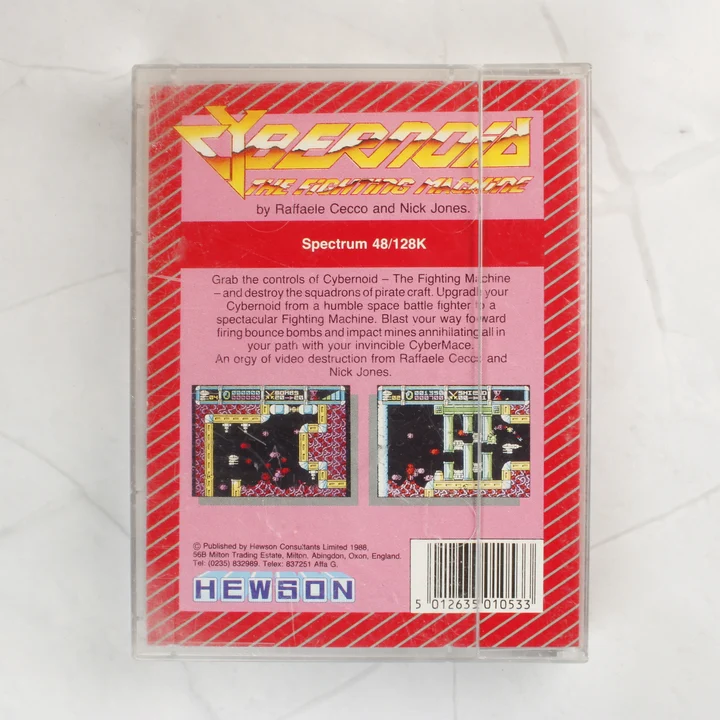 CYBERNOID
THE FIGHTING MACHINE
by Raffaele Cecco and Nick Jones.
Spectrum 48/128K
Grab the controls of Cybernoid – The Fighting Machine
– and destroy the squadrons of pirate craft. Upgrade your
Cybernoid from a humble space battle fighter to a
spectacular Fighting Machine. Blast your way forward
firing bounce bombs and impact mines annihilating all in
your path with your invincible CyberMace.
An orgy of video destruction from Raffaele Cecco and
Nick Jones.
© Published by Hewson Consultants Limited 1988,
56B Milton Trading Estate, Milton. Abingdon, Oxon, England.
Tel: (0235) 832989. Telex: 837251 Affa G.
HEWSON
5 012635 010533